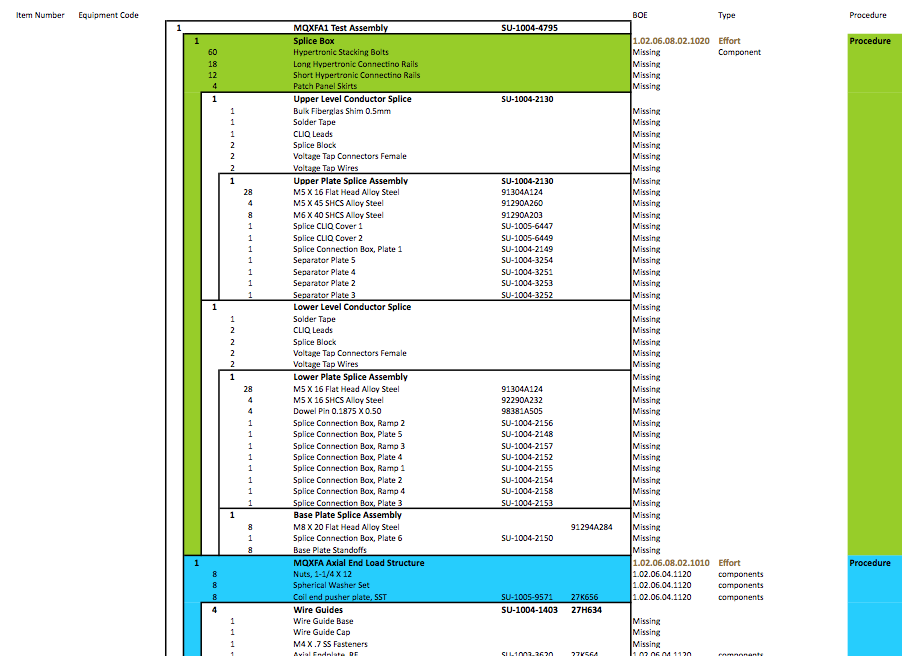 Item Number Equipment Code BOE Type Procedure
1 MQXFA1 Test Assembly SU-1004-4795
1 Splice Box 1.02.06.08.02.1020 Effort Procedure
60 Hypertronic Stacking Bolts Missing Component
18 Long Hypertronic Connectino Rails Missing
12 Short Hypertronic Connectino Rails Missing
4 Patch Panel Skirts Missing
1 Upper Level Conductor Splice SU-1004-2130
1 Bulk Fiberglas Shim 0.5mm Missing
1 Solder Tape Missing
1 CLIQ Leads Missing
2 Splice Block Missing
2 Voltage Tap Connectors Female Missing
2 Voltage Tap Wires Missing
1 Upper Plate Splice Assembly SU-1004-2130 Missing
28 M5 X 16 Flat Head Alloy Steel 91304A124 Missing
4 M5 X 45 SHCS Alloy Steel 91290A260 Missing
8 M6 X 40 SHCS Alloy Steel 91290A203 Missing
1 Splice CLIQ Cover 1 SU-1005-6447 Missing
1 Splice CLIQ Cover 2 SU-1005-6449 Missing
1 Splice Connection Box, Plate 1 SU-1004-2149 Missing
1 Separator Plate 5 SU-1004-3254 Missing
1 Separator Plate 4 SU-1004-3251 Missing
1 Separator Plate 2 SU-1004-3253 Missing
1 Separator Plate 3 SU-1004-3252 Missing
1 Lower Level Conductor Splice Missing
1 Solder Tape Missing
2 CLIQ Leads Missing
2 Splice Block Missing
2 Voltage Tap Connectors Female Missing
2 Voltage Tap Wires Missing
1 Lower Plate Splice Assembly Missing
28 M5 X 16 Flat Head Alloy Steel 91304A124 Missing
4 M5 X 16 SHCS Alloy Steel 92290A232 Missing
4 Dowel Pin 0.1875 X 0.50 98381A505 Missing
1 Splice Connection Box, Ramp 2 SU-1004-2156 Missing
1 Splice Connection Box, Plate 5 SU-1004-2148 Missing
1 Splice Connection Box, Ramp 3 SU-1004-2157 Missing
1 Splice Connection Box, Plate 4 SU-1004-2152 Missing
1 Splice Connection Box, Ramp 1 SU-1004-2155 Missing
1 Splice Connection Box, Plate 2 SU-1004-2154 Missing
1 Splice Connection Box, Ramp 4 SU-1004-2158 Missing
1 Splice Connection Box, Plate 3 SU-1004-2153 Missing
1 Base Plate Splice Assembly Missing
8 M8 X 20 Flat Head Alloy Steel 91294A284 Missing
1 Splice Connection Box, Plate 6 SU-1004-2150 Missing
8 Base Plate Standoffs Missing
1 MQXFA Axial End Load Structure 1.02.06.08.02.1010 Effort Procedure
8 Nuts, 1-1/4 X 12 1.02.06.04.1120 components
8 Spherical Washer Set 1.02.06.04.1120 components
8 Coil end pusher plate, SST SU-1005-9571 27K656 1.02.06.04.1120 components
4 Wire Guides SU-1004-1403 27H634
1 Wire Guide Base Missing
1 Wire Guide Cap Missing
1 M4 X .7 SS Fasteners Missing
1 Axial Endplate, RE SU-1003-3620 27K564 1.02.06.04.1120 components